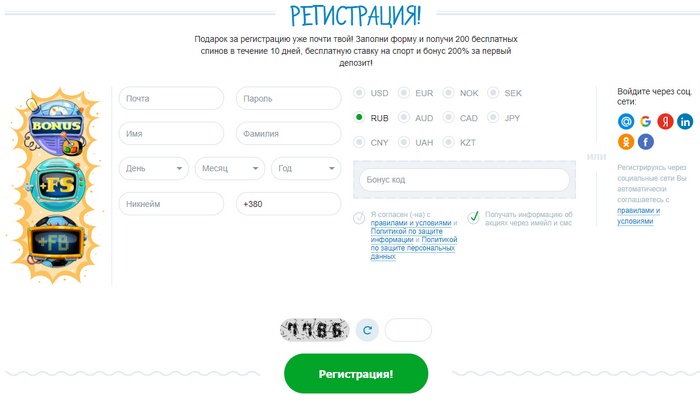 РЕГИСТРАЦИЯ!
Подарок за регистрацию уже почти твой! Заполни форму и получи 200 бесплатных
спинов в течение 10 дней, бесплатную ставку на спорт и бонус 200% за первый
депозит!
BONUS
+FS
+FB
Почта
Пароль
Имя
Фамилия
День
Месяц
Год
Никнейм
+380
USD
EUR
NOK
SEK
RUB
AUD
CAD
JPY
CNY
UAH
KZT
Бонус код
Я согласен (-на) с
правилами и условиями и
Политикой по защите
информации и Политикой
по защите персональных
данных
Получать информацию об
акциях через имейл и смс
ИЛИ
Войдите через соц.
сети:
Регистрируясь через
социальные сети Вы
автоматически
соглашаетесь с
правилами и
условиями
7786
Регистрация!